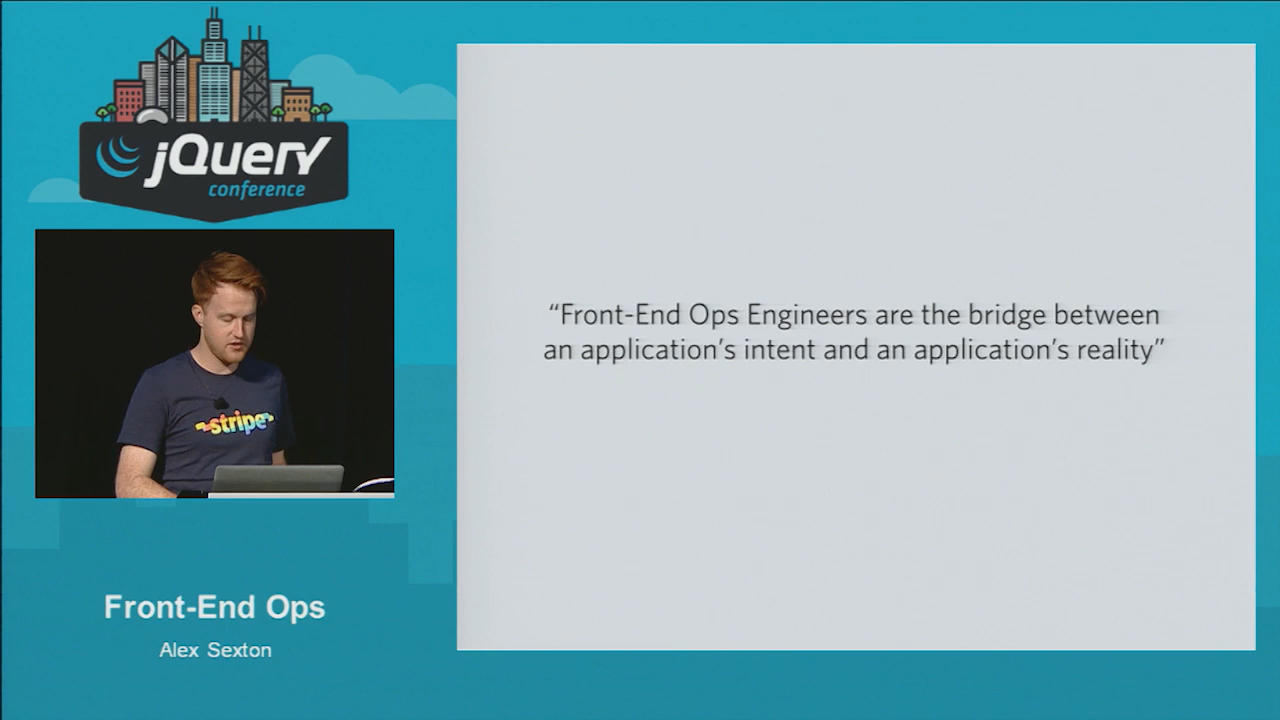 jQuery
conference
stripe
Front-End Ops
Alex Sexton
“Front-End Ops Engineers are the bridge between
an application’s intent and an application’s reality”